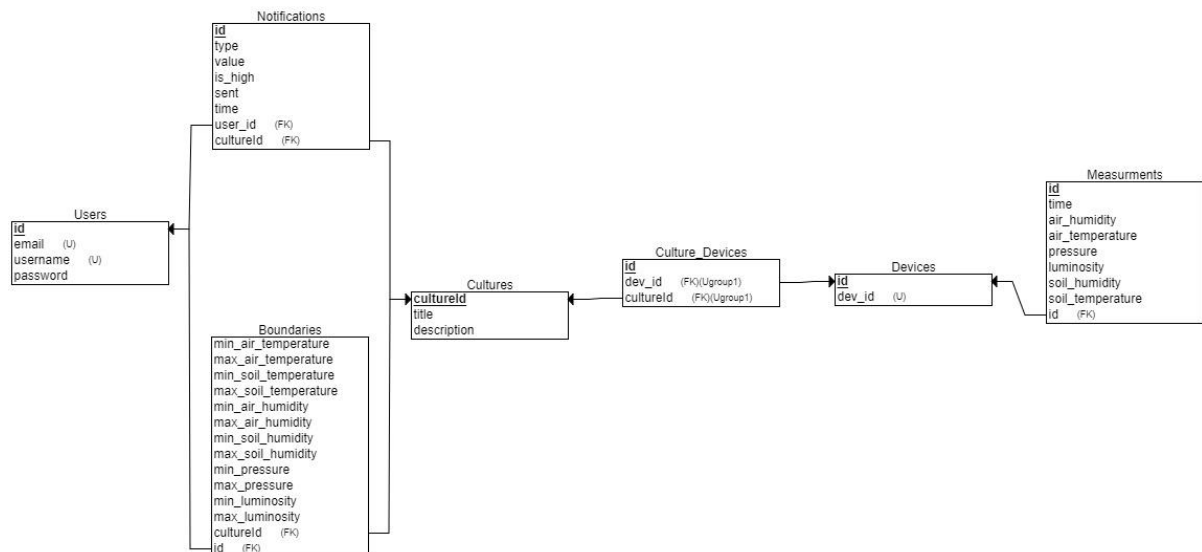 Notifications
id
type
value
is_high
sent
time
user_id (FK)
cultureId (FK)
Users
id
email (U)
username (U)
password
Boundaries
min_air_temperature
max_air_temperature
min_soil_temperature
max_soil_temperature
min_air_humidity
max_air_humidity
min_soil_humidity
max_soil_humidity
min_pressure
max_pressure
min_luminosity
max_luminosity
cultureId (FK)
id (FK)
Cultures
cultureId
title
description
Culture_Devices
id
dev_id (FK)(Ugroup1)
cultureId (FK)(Ugroup1)
Devices
id
dev_id (U)
Measurments
id
time
air_humidity
air_temperature
pressure
luminosity
soil_humidity
soil_temperature
id (FK)